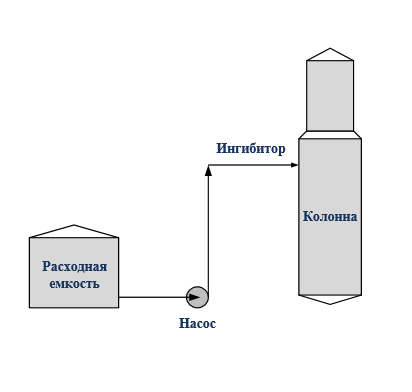 Ингибитор
Колонна
Расходная
емкость
Насос